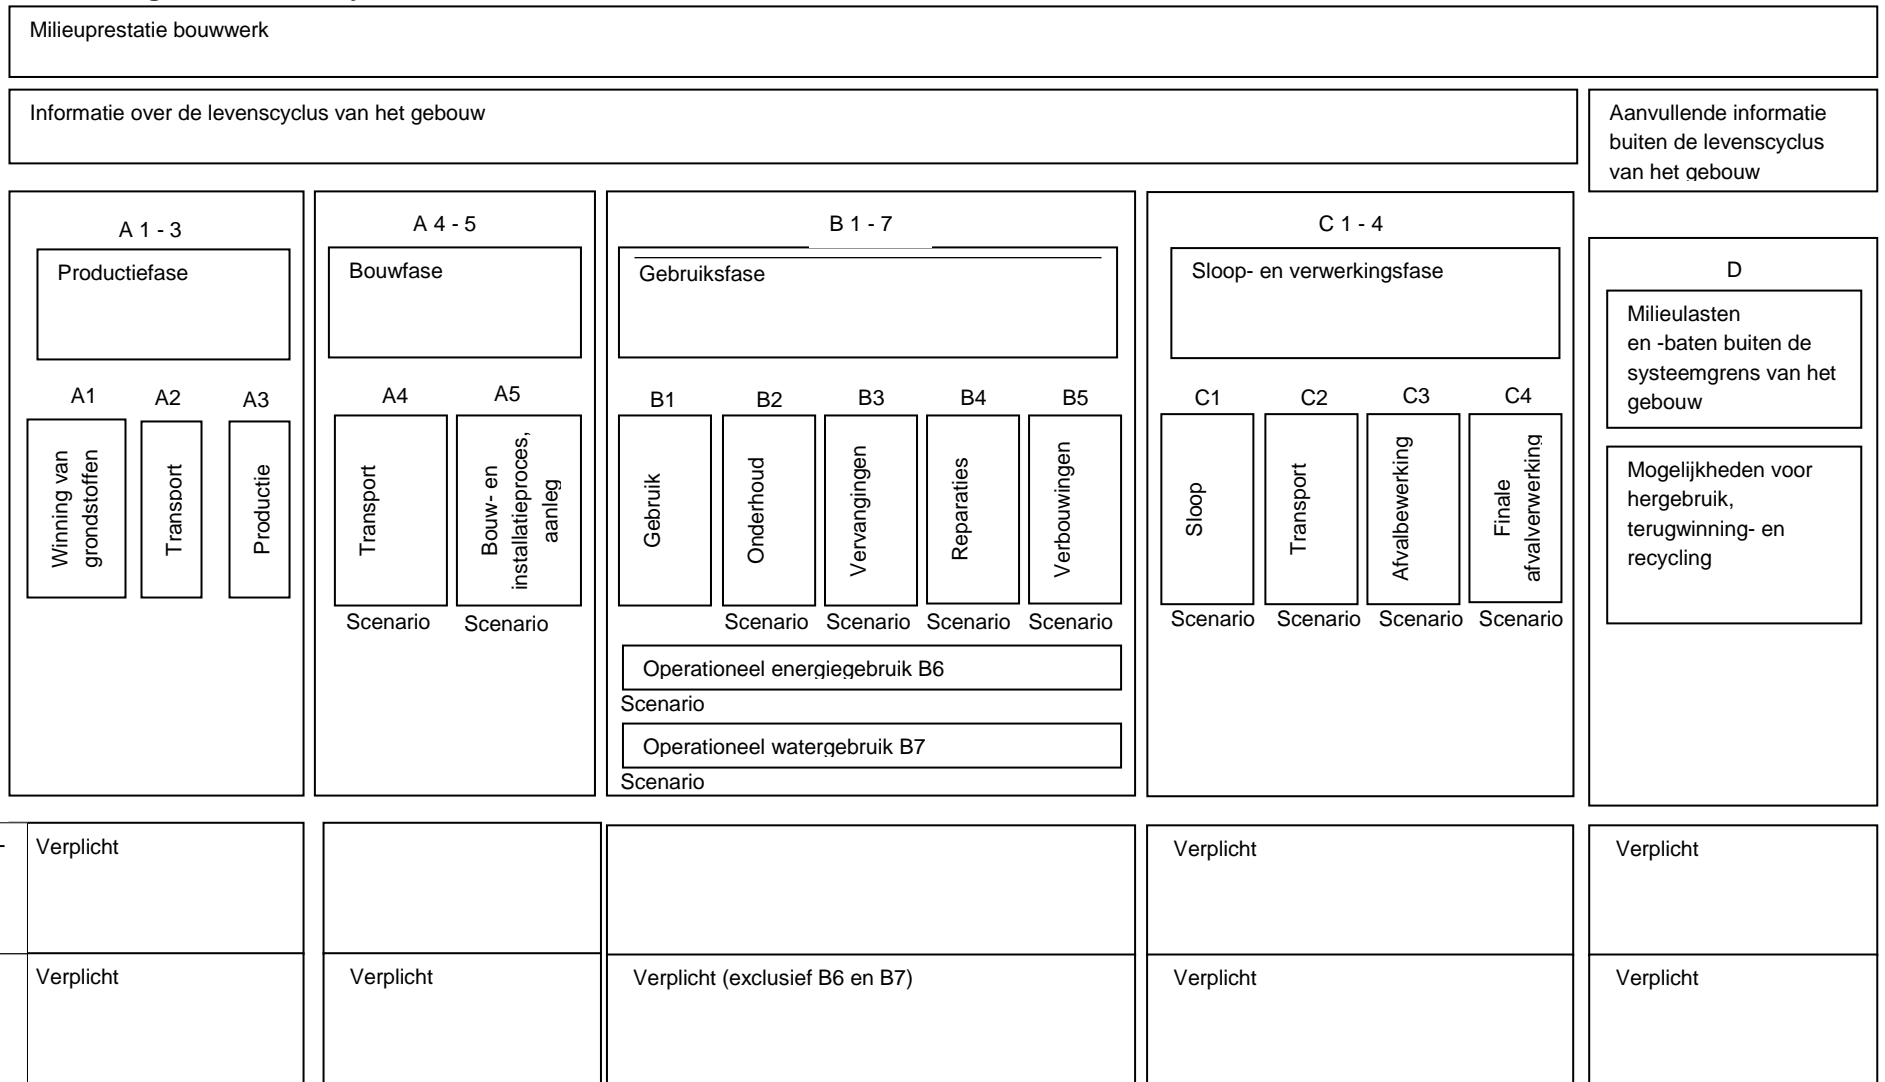 Milieuprestatie bouwwerk
Informatie over de levenscyclus van het gebouw
Aanvullende informatie
buiten de levenscyclus
van het gebouw
A 1 - 3
Productiefase
A1
A2
A3
Winning van
grondstoffen
Transport
Productie
A 4 - 5
Bouwfase
A4
A5
Transport
Bouw- en
installatieproces,
aanleg
Scenario
Scenario
B 1 - 7
Gebruiksfase
B1
B2
B3
B4
B5
Gebruik
Onderhoud
Vervangingen
Reparaties
Verbouwingen
Scenario
Scenario
Scenario
Scenario
Operationeel energiegebruik B6
Scenario
Operationeel watergebruik B7
Scenario
C 1 - 4
Sloop- en verwerkingsfase
C1
C2
C3
C4
Sloop
Transport
Afvalbewerking
Finale
afvalverwerking
Scenario
Scenario
Scenario
Scenario
D
Milieulasten
en -baten buiten de
systeemgrens van het
gebouw
Mogelijkheden voor
hergebruik,
terugwinning- en
recycling
-
Verplicht
Verplicht
Verplicht
Verplicht
Verplicht
Verplicht (exclusief B6 en B7)
Verplicht
Verplicht